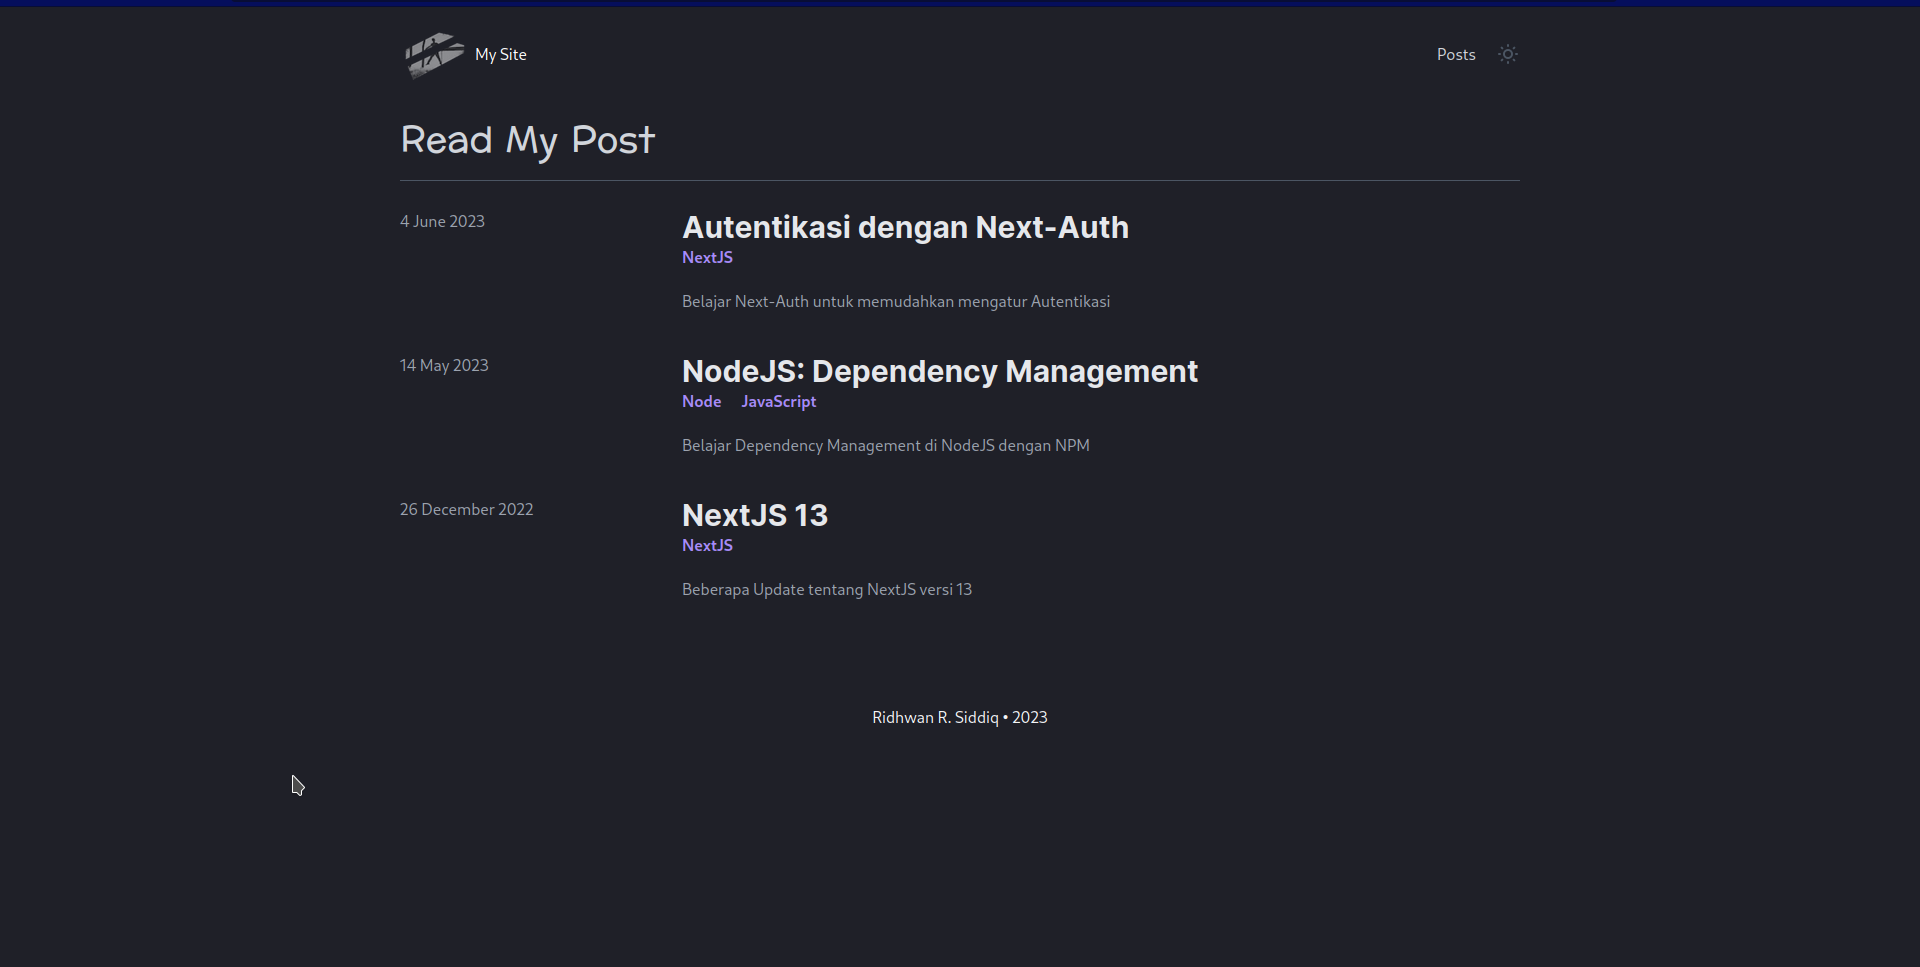 My Site
Posts
Read My Post
4 June 2023
Autentikasi dengan Next-Auth
NextJS
Belajar Next-Auth untuk memudahkan mengatur Autentikasi
14 May 2023
NodeJS: Dependency Management
Node JavaScript
Belajar Dependency Management di NodeJS dengan NPM
26 December 2022
NextJS 13
NextJS
Beberapa Update tentang NextJS versi 13
Ridhwan R. Siddiq • 2023